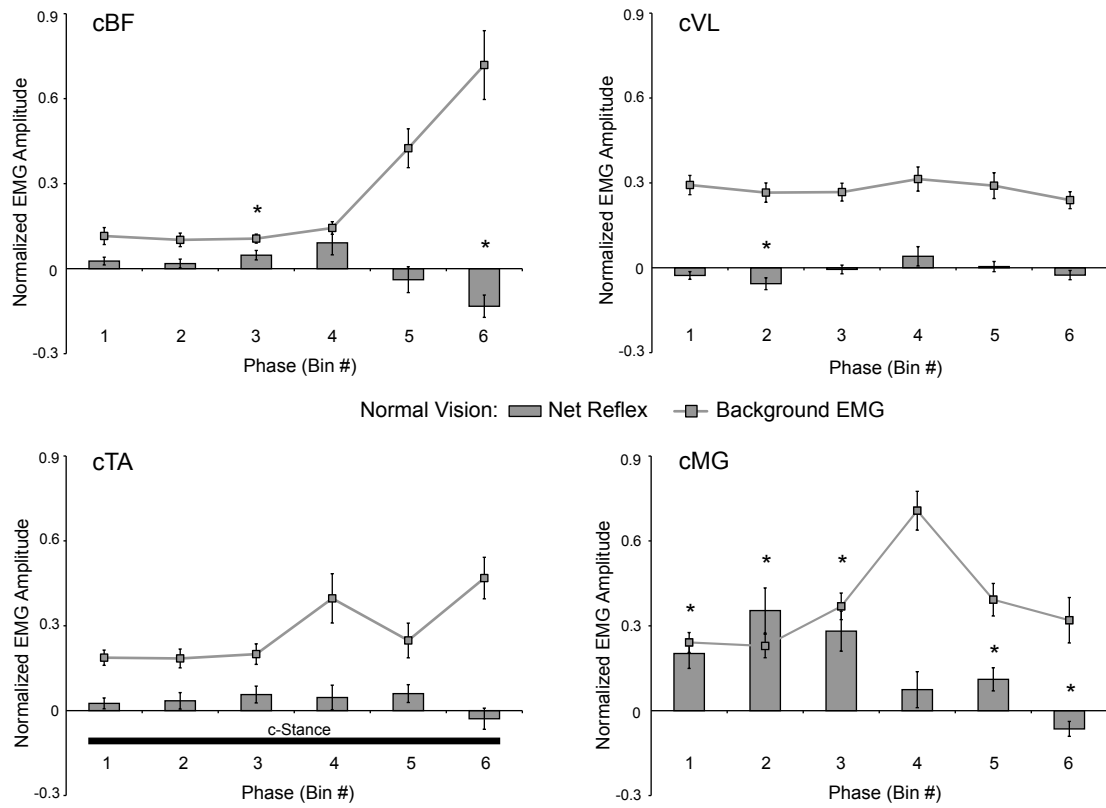 cBF
Normalized EMG Amplitude
0.9
0.6
0.3
0
-0.3
*
*
1 2 3 4 5 6
Phase (Bin #)
cVL
Normalized EMG Amplitude
0.9
0.6
0.3
0
-0.3
*
1 2 3 4 5 6
Phase (Bin #)
Normal Vision: Net Reflex Background EMG
cTA
Normalized EMG Amplitude
0.9
0.6
0.3
0
-0.3
c-Stance
1 2 3 4 5 6
Phase (Bin #)
cMG
Normalized EMG Amplitude
0.9
0.6
0.3
0
-0.3
* * *
*
*
1 2 3 4 5 6
Phase (Bin #)